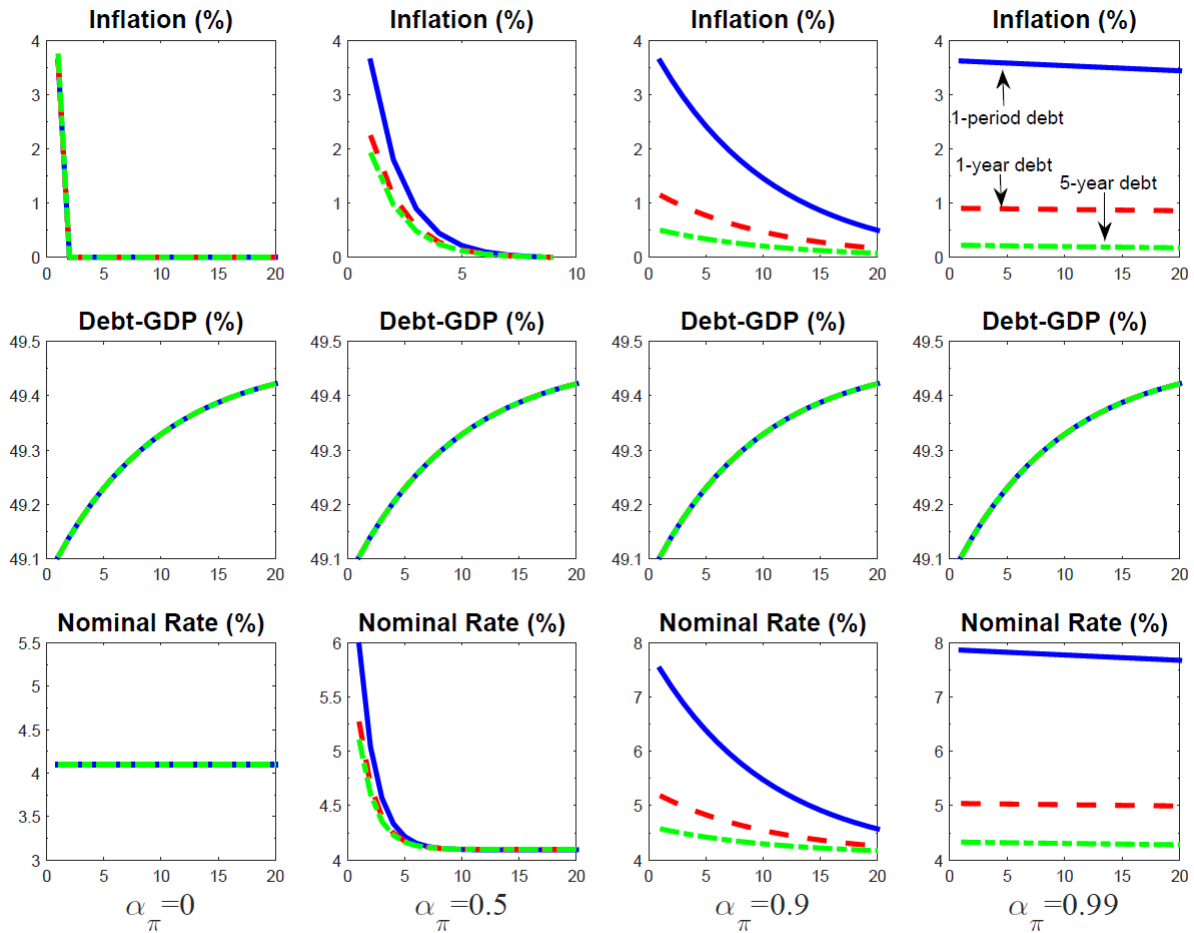 Inflation (%) Inflation (%) Inflation (%) Inflation (%)
4 4 4 4
3 3 3 3
1-period debt
2 2 2 2
1-year debt 5-year debt
1 1 1 1
0 0 0 0
0 5 10 15 20 0 5 10 0 5 10 15 20 0 5 10 15 20
Debt-GDP (%) Debt-GDP (%) Debt-GDP (%) Debt-GDP (%)
49.5 49.5 49.5 49.5
49.4 49.4 49.4 49.4
49.3 49.3 49.3 49.3
49.2 49.2 49.2 49.2
49.1 49.1 49.1 49.1
0 5 10 15 20 0 5 10 15 20 0 5 10 15 20 0 5 10 15 20
Nominal Rate (%) Nominal Rate (%) Nominal Rate (%) Nominal Rate (%)
5.5 6 8 8
5 5.5 7 7
4.5
4 5 6 6
3.5 4.5 5 5
3 4 4 4
0 5 10 15 20 0 5 10 15 20 0 5 10 15 20 0 5 10 15 20
α_π=0 α_π=0.5 α_π=0.9 α_π=0.99